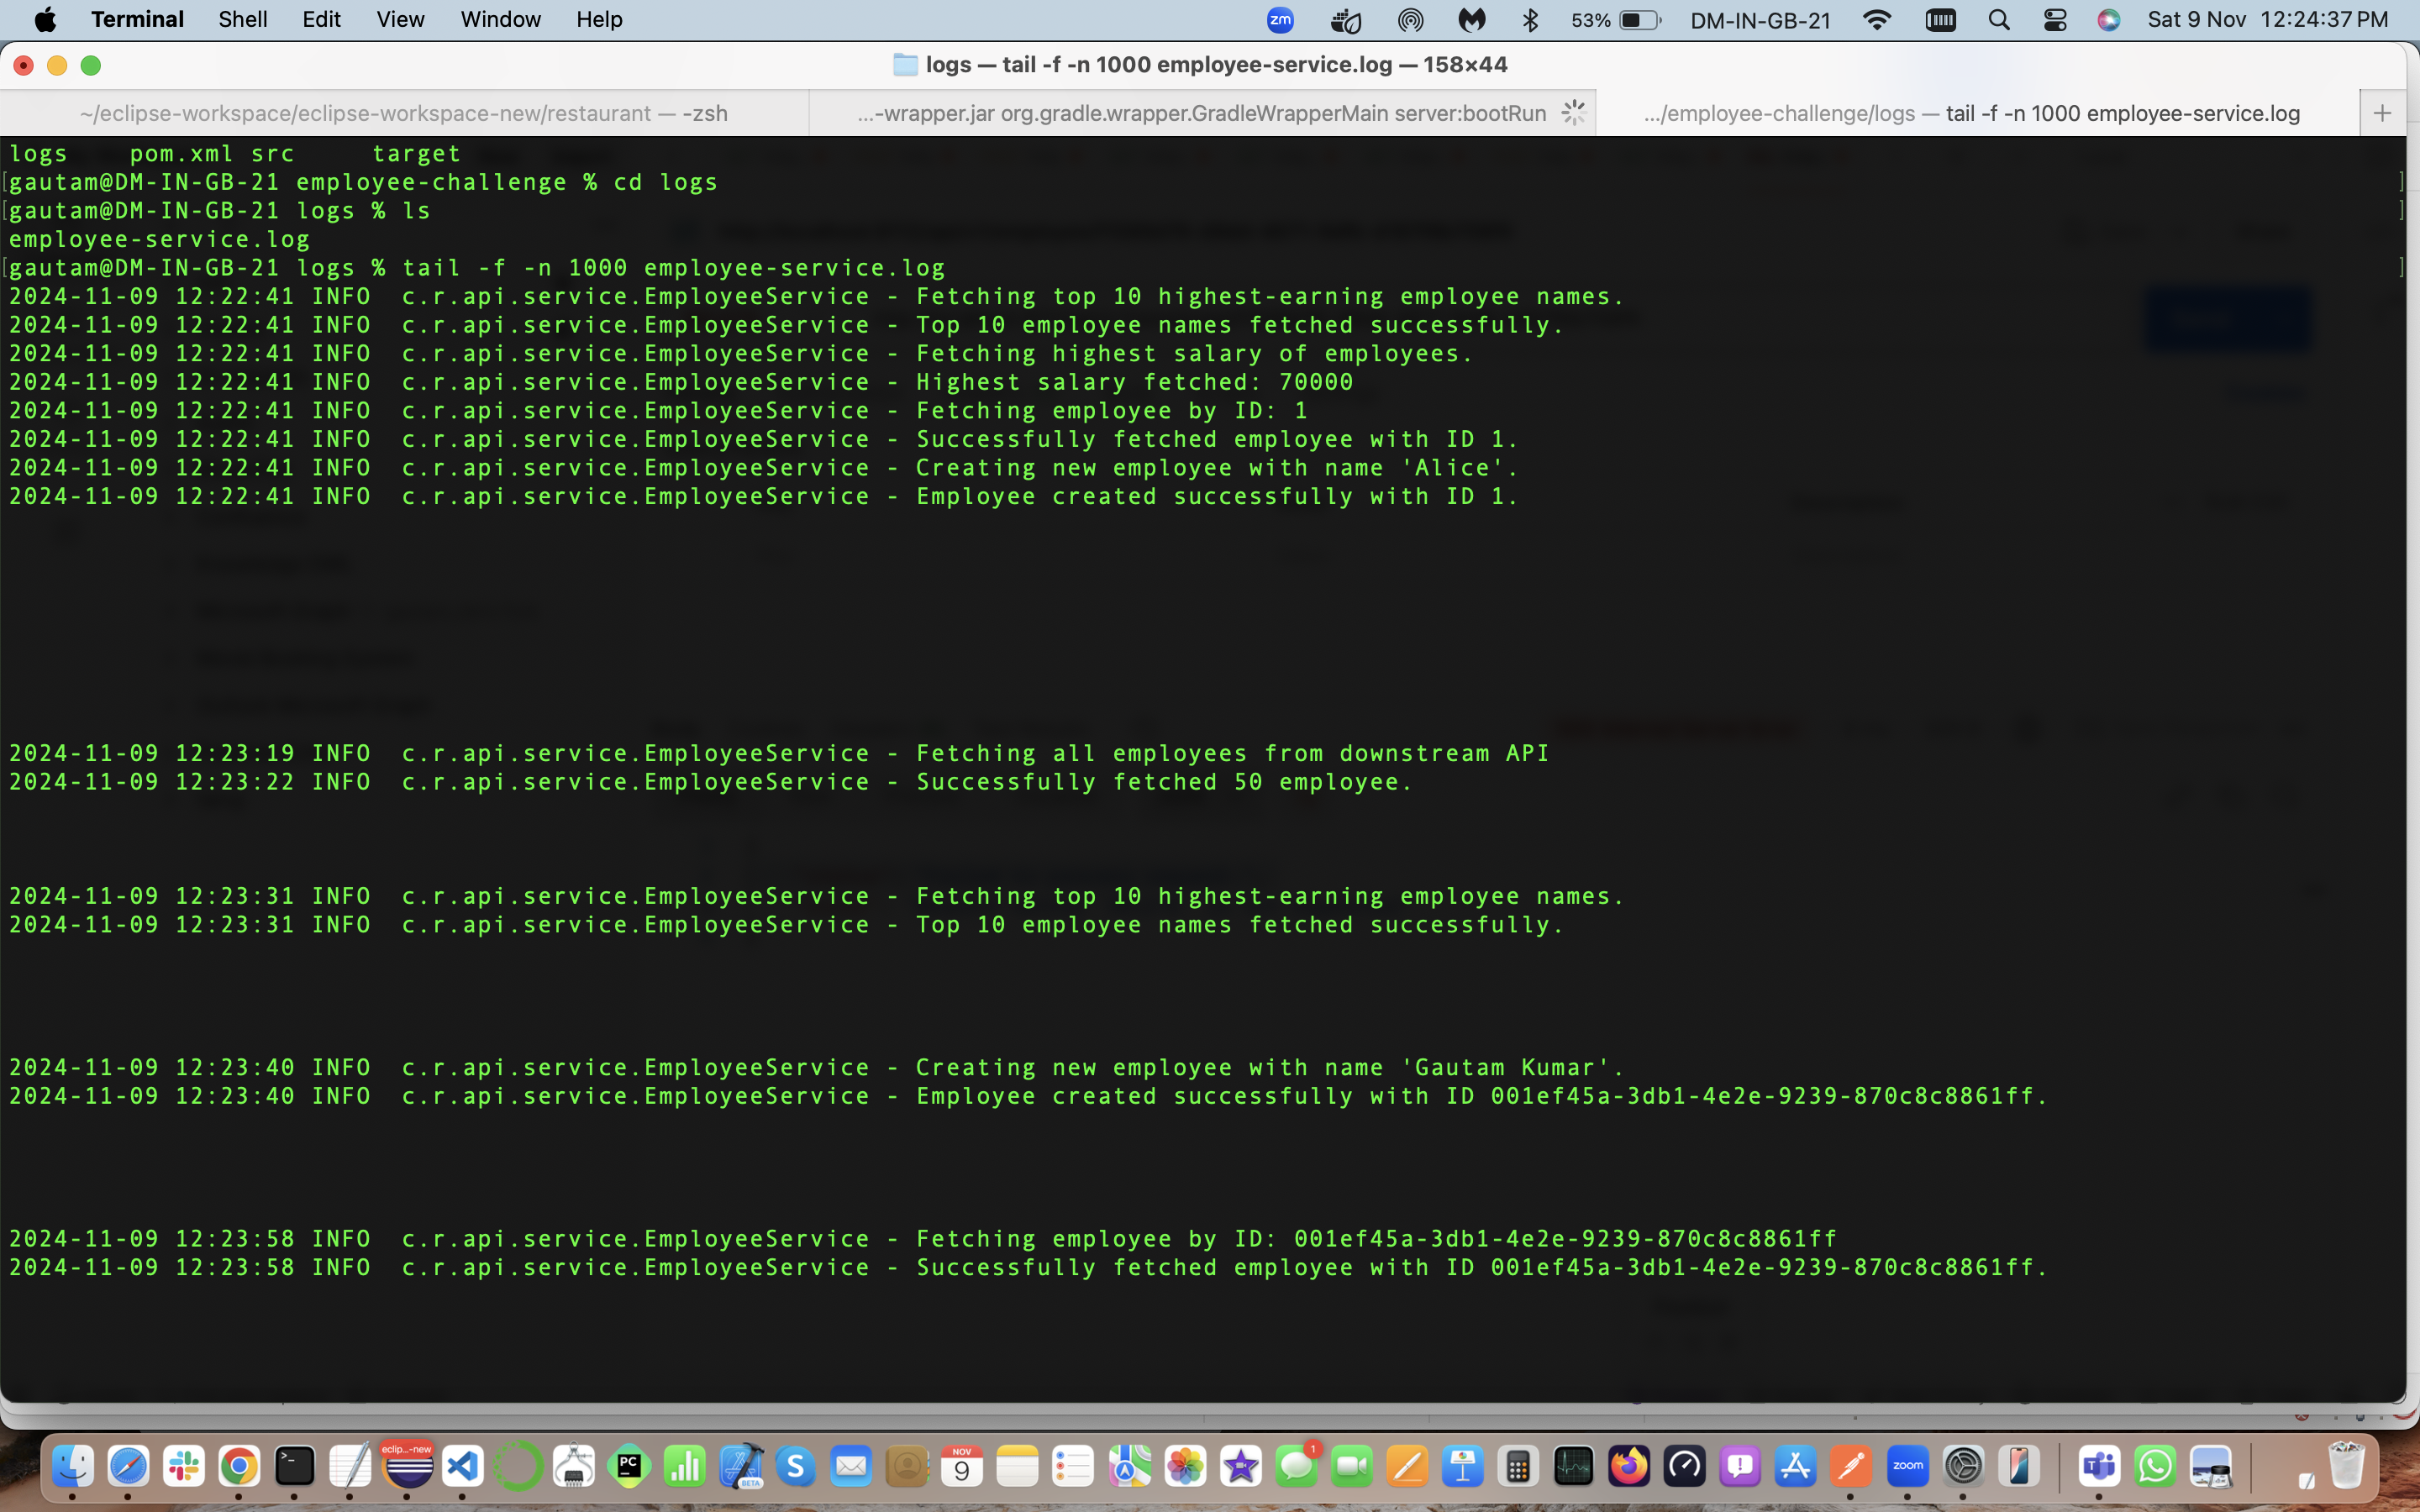 Terminal Shell Edit View Window Help zm 53% DM-IN-GB-21 Sat 9 Nov 12:24:37 PM
logs — tail -f -n 1000 employee-service.log — 158×44
~/eclipse-workspace/eclipse-workspace-new/restaurant — -zsh ...-wrapper.jar org.gradle.wrapper.GradleWrapperMain server:bootRun .../employee-challenge/logs — tail -f -n 1000 employee-service.log +
logs pom.xml src target
[gautam@DM-IN-GB-21 employee-challenge % cd logs ]
[gautam@DM-IN-GB-21 logs % ls ]
employee-service.log
[gautam@DM-IN-GB-21 logs % tail -f -n 1000 employee-service.log ]
2024-11-09 12:22:41 INFO c.r.api.service.EmployeeService - Fetching top 10 highest-earning employee names.
2024-11-09 12:22:41 INFO c.r.api.service.EmployeeService - Top 10 employee names fetched successfully.
2024-11-09 12:22:41 INFO c.r.api.service.EmployeeService - Fetching highest salary of employees.
2024-11-09 12:22:41 INFO c.r.api.service.EmployeeService - Highest salary fetched: 70000
2024-11-09 12:22:41 INFO c.r.api.service.EmployeeService - Fetching employee by ID: 1
2024-11-09 12:22:41 INFO c.r.api.service.EmployeeService - Successfully fetched employee with ID 1.
2024-11-09 12:22:41 INFO c.r.api.service.EmployeeService - Creating new employee with name 'Alice'.
2024-11-09 12:22:41 INFO c.r.api.service.EmployeeService - Employee created successfully with ID 1.
2024-11-09 12:23:19 INFO c.r.api.service.EmployeeService - Fetching all employees from downstream API
2024-11-09 12:23:22 INFO c.r.api.service.EmployeeService - Successfully fetched 50 employee.
2024-11-09 12:23:31 INFO c.r.api.service.EmployeeService - Fetching top 10 highest-earning employee names.
2024-11-09 12:23:31 INFO c.r.api.service.EmployeeService - Top 10 employee names fetched successfully.
2024-11-09 12:23:40 INFO c.r.api.service.EmployeeService - Creating new employee with name 'Gautam Kumar'.
2024-11-09 12:23:40 INFO c.r.api.service.EmployeeService - Employee created successfully with ID 001ef45a-3db1-4e2e-9239-870c8c8861ff.
2024-11-09 12:23:58 INFO c.r.api.service.EmployeeService - Fetching employee by ID: 001ef45a-3db1-4e2e-9239-870c8c8861ff
2024-11-09 12:23:58 INFO c.r.api.service.EmployeeService - Successfully fetched employee with ID 001ef45a-3db1-4e2e-9239-870c8c8861ff.
eclip...-new PC BETA S NOV 9 1 zoom T